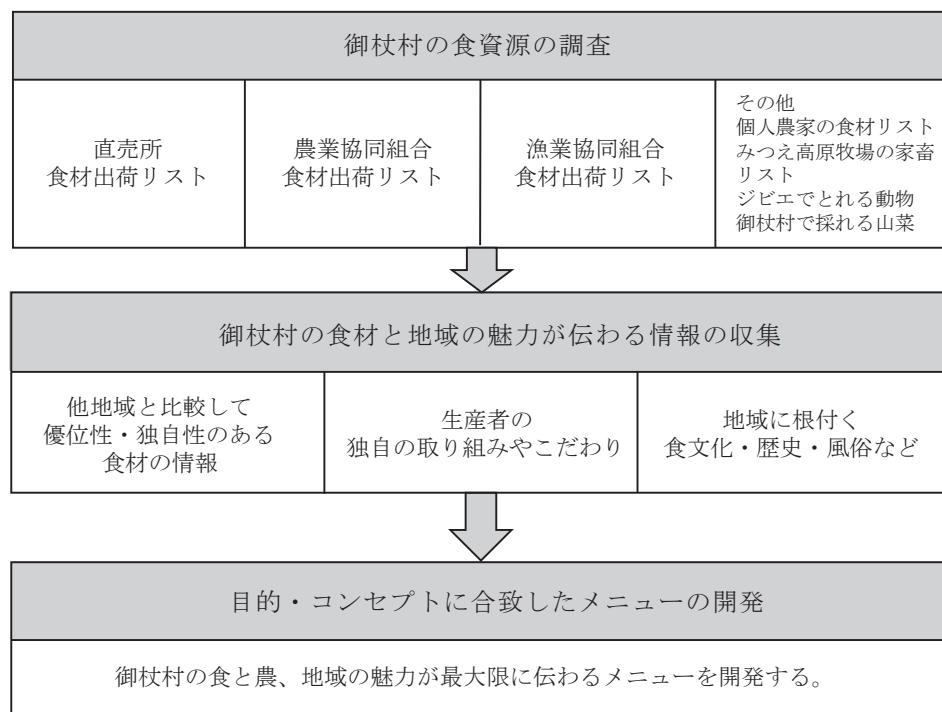 御杖村の食資源の調査
直売所
食材出荷リスト
農業協同組合
食材出荷リスト
漁業協同組合
食材出荷リスト
その他
個人農家の食材リスト
みつえ高原牧場の家畜
リスト
ジビエでとれる動物
御杖村で採れる山菜
御杖村の食材と地域の魅力が伝わる情報の収集
他地域と比較して
優位性・独自性のある
食材の情報
生産者の
独自の取り組みやこだわり
地域に根付く
食文化・歴史・風俗など
目的・コンセプトに合致したメニューの開発
御杖村の食と農、地域の魅力が最大限に伝わるメニューを開発する。